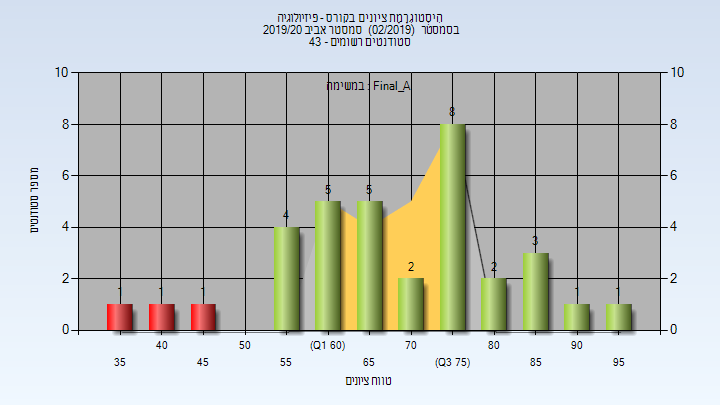 היסטוגרמת ציונים בקורס - פיזיולוגיה
בסמסטר (02/2019) סמסטר אביב 2019/20
סטודנטים רשומים - 43
במשימה : Final_A
10 10
8 8
6 6
4 4
2 2
0 0
מספר סטודנטים
1 1 1 4 5 5 2 8 2 3 1 1
40 50 (Q1 60) 70 80 90
35 45 55 65 (Q3 75) 85 95
טווח ציונים